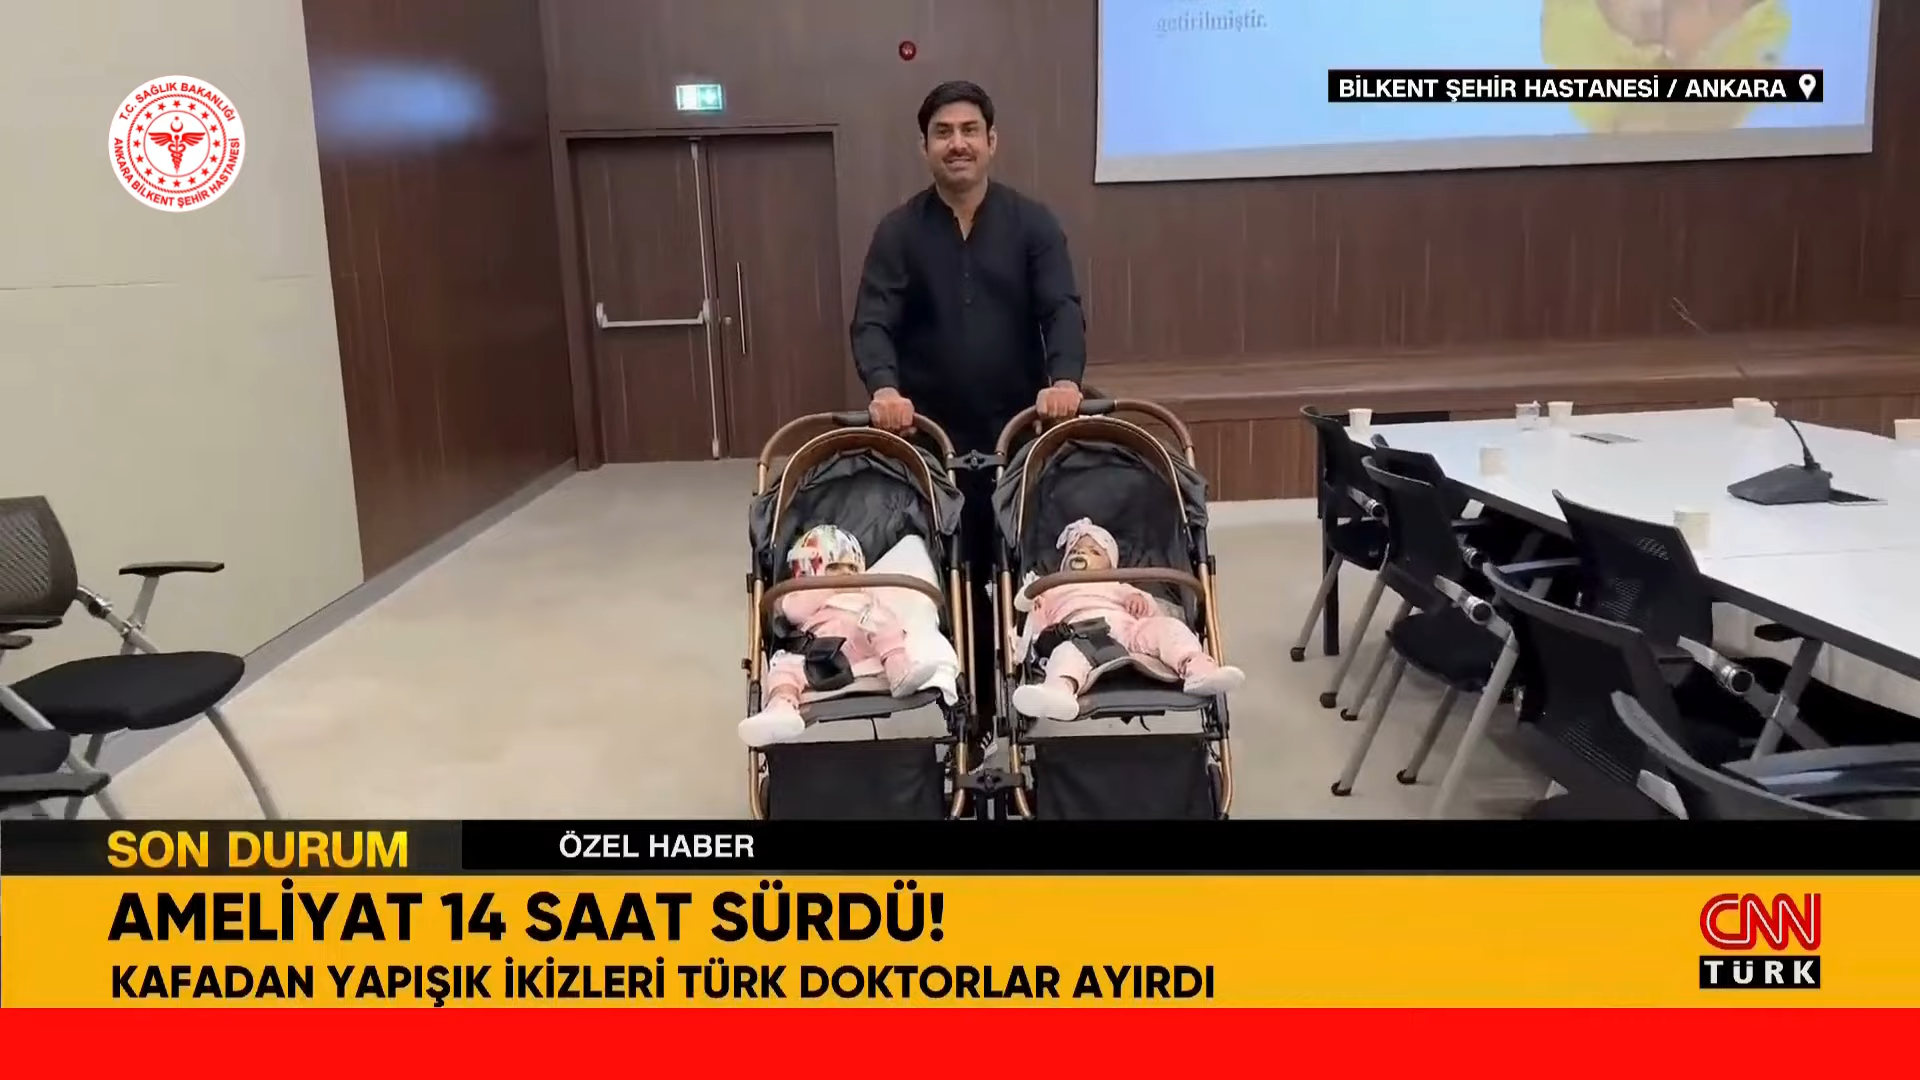 getirilmiştir.
BİLKENT ŞEHİR HASTANESİ / ANKARA
T.C. SAĞLIK BAKANLIĞI
ANKARA BİLKENT ŞEHİR HASTANESİ
SON DURUM
ÖZEL HABER
AMELİYAT 14 SAAT SÜRDÜ!
KAFADAN YAPIŞIK İKİZLERİ TÜRK DOKTORLAR AYIRDI
CNN
TÜRK